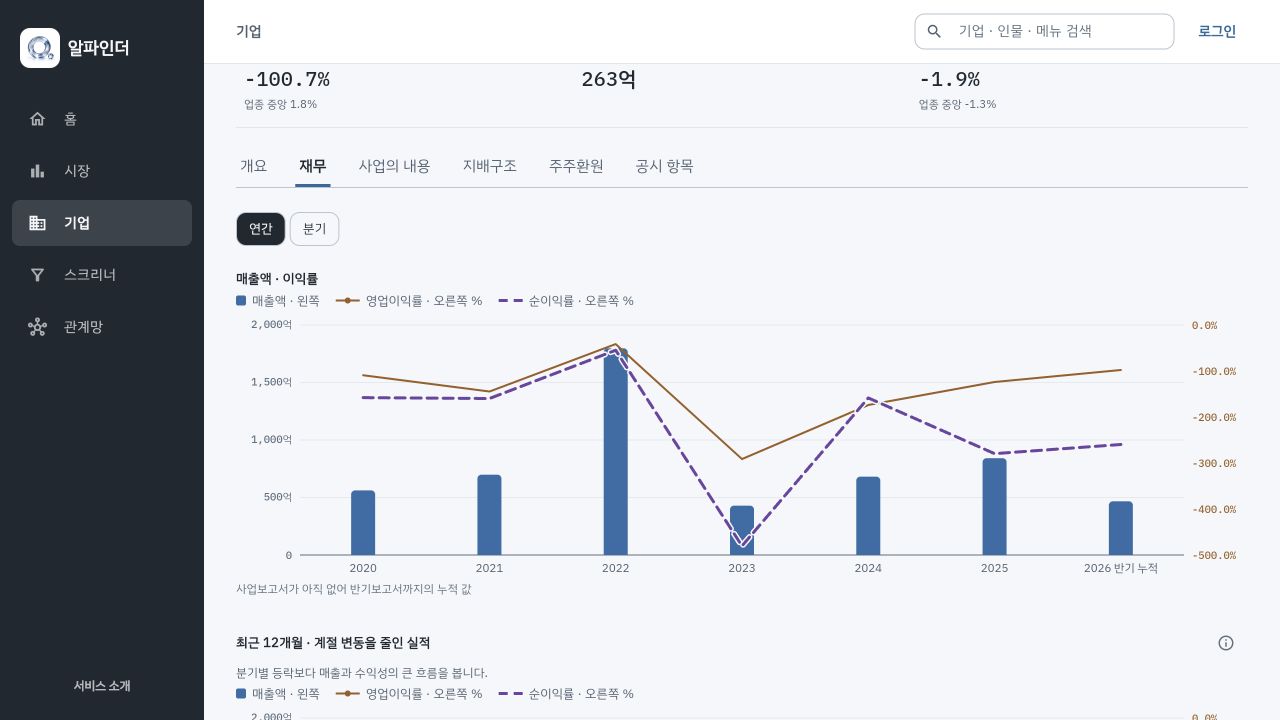 알파인더
기업
기업 · 인물 · 메뉴 검색
로그인
홈
시장
기업
스크리너
관계망
서비스 소개
-100.7% 263억 -1.9%
업종 중앙 1.8% 업종 중앙 -1.3%
개요 재무 사업의 내용 지배구조 주주환원 공시 항목
연간 분기
매출액 · 이익률
매출액 · 왼쪽 영업이익률 · 오른쪽 % 순이익률 · 오른쪽 %
2,000억 0.0%
-100.0%
1,500억
-200.0%
1,000억
-300.0%
500억
-400.0%
0 -500.0%
2020 2021 2022 2023 2024 2025 2026 반기 누적
사업보고서가 아직 없어 반기보고서까지의 누적 값
최근 12개월 · 계절 변동을 줄인 실적
분기별 등락보다 매출과 수익성의 큰 흐름을 봅니다.
매출액 · 왼쪽 영업이익률 · 오른쪽 % 순이익률 · 오른쪽 %
2,000억 0.0%